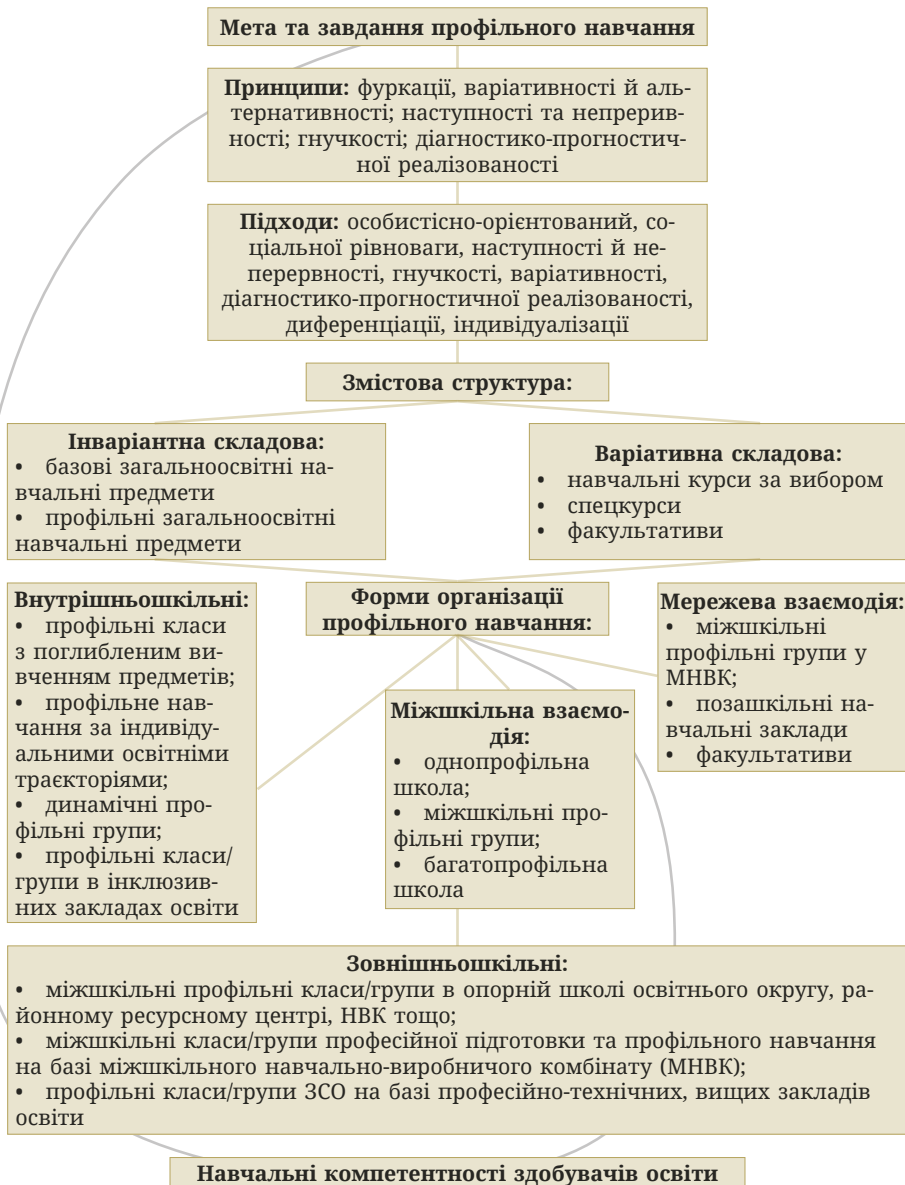 Мета та завдання профільного навчання
Принципи: фуркації, варіативності й аль-
тернативності; наступності та непрерив-
ності; гнучкості; діагностико-прогностич-
ної реалізованості
Підходи: особистісно-орієнтований, со-
ціальної рівноваги, наступності й не-
перервності, гнучкості, варіативності,
діагностико-прогностичної реалізованості,
диференціації, індивідуалізації
Змістова структура:
Інваріантна складова:
• базові загальноосвітні на-
вчальні предмети
• профільні загальноосвітні
навчальні предмети
Варіативна складова:
• навчальні курси за вибором
• спецкурси
• факультативи
Внутрішньошкільні:
• профільні класи
з поглибленим ви-
вченням предметів;
• профільне нав-
чання за індивіду-
альними освітніми
траєкторіями;
• динамічні про-
фільні групи;
• профільні класи/
групи в інклюзив-
них закладах освіти
Форми організації
профільного навчання:
Міжшкільна взаємо-
дія:
• однопрофільна
школа;
• міжшкільні про-
фільні групи;
• багатопрофільна
школа
Мережева взаємодія:
• міжшкільні
профільні групи у
МНВК;
• позашкільні на-
вчальні заклади
• факультативи
Зовнішньошкільні:
• міжшкільні профільні класи/групи в опорній школі освітнього округу, ра-
йонному ресурсному центрі, НВК тощо;
• міжшкільні класи/групи професійної підготовки та профільного навчання
на базі міжшкільного навчально-виробничого комбінату (МНВК);
• профільні класи/групи ЗСО на базі професійно-технічних, вищих закладів
освіти
Навчальні компетентності здобувачів освіти